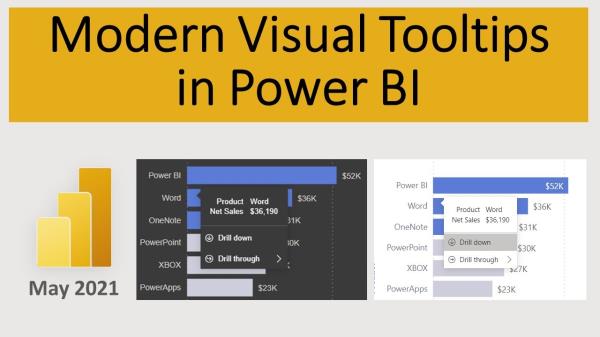 Modern Visual Tooltips
in Power BI
May 2021
Power BI $52K
Word $36K
OneNote 31K
PowerPoint 30K
XBOX
PowerApps $23K
Product Word
Net Sales $36,190
Drill down
Drill through
Power BI $52K
Word $36K
OneNote $31K
PowerPoint $30K
XBOX $27K
PowerApps $23K
Product Word
Net Sales $36,190
Drill down
Drill through